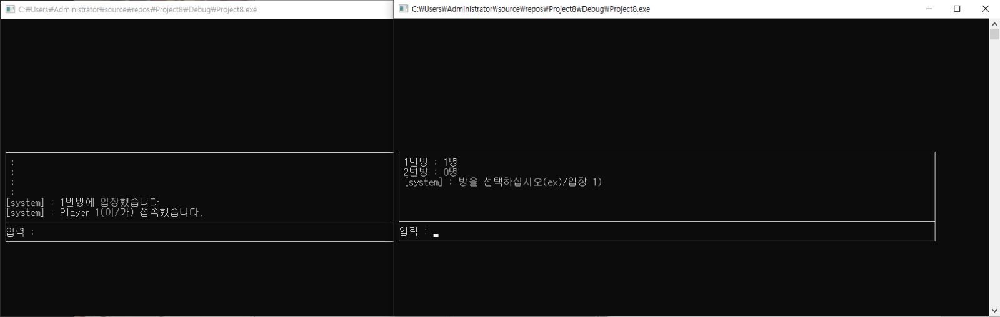 C:₩Users₩Administrator₩source₩repos₩Project8₩Debug₩Project8.exe
:
:
:
:
[system] : 1번방에 입장했습니다
[system] : Player 1(이/가) 접속했습니다.
입력 :
C:₩Users₩Administrator₩source₩repos₩Project8₩Debug₩Project8.exe
1번방 : 1명
2번방 : 0명
[system] : 방을 선택하십시오(ex)/입장 1)
입력 :